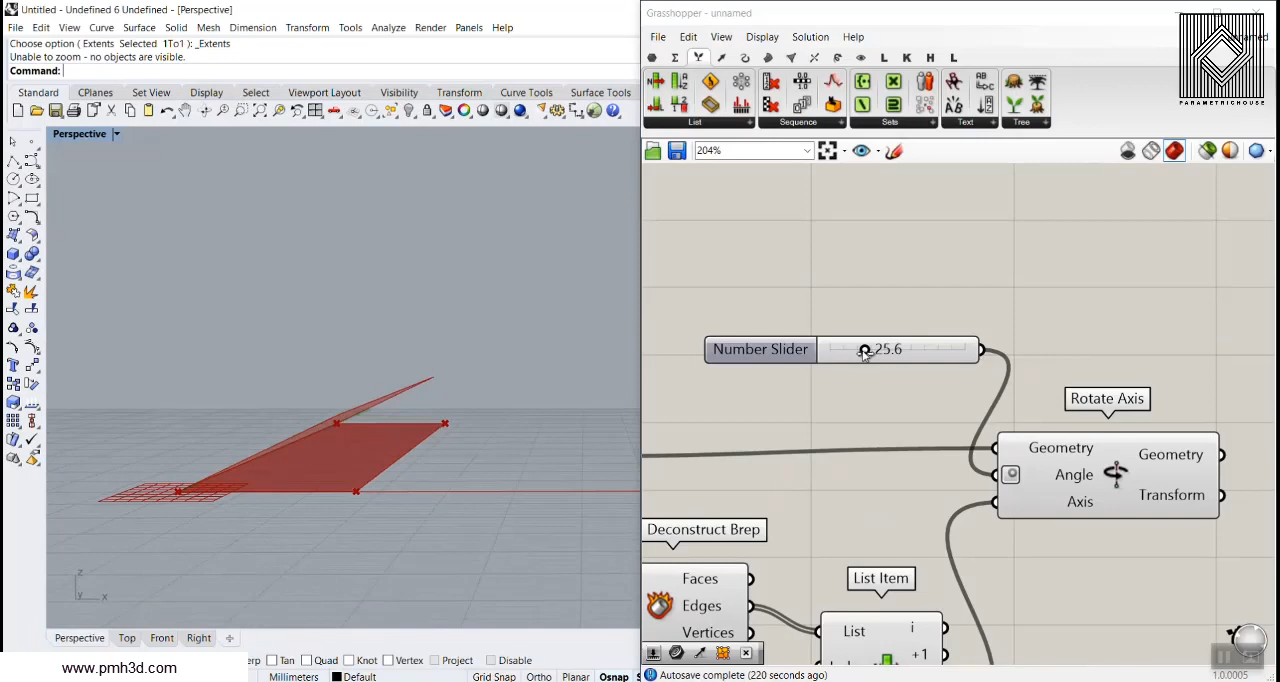 Untitled - Undefined 6 Undefined - [Perspective]
File Edit View Curve Surface Solid Mesh Dimension Transform Tools Analyze Render Panels Help
Choose option ( Extents Selected 1To1 ): _Extents
Unable to zoom - no objects are visible.
Command:
Standard CPlanes Set View Display Select Viewport Layout Visibility Transform Curve Tools Surface Tools
Perspective
z
y x
Perspective Top Front Right
erp Tan Quad Knot Vertex Project Disable
www.pmh3d.com
Millimeters Default Grid Snap Ortho Planar Osnap
Grasshopper - unnamed
File Edit View Display Solution Help
unnamed
PARAMETRICHOUSE
L K H L
List Sequence Sets Text Tree
204%
Number Slider 25.6
Rotate Axis
Geometry Geometry
Angle
Transform
Axis
Deconstruct Brep
Faces
Edges
Vertices
List Item
List i
+1
Autosave complete (220 seconds ago)
1.0.0005